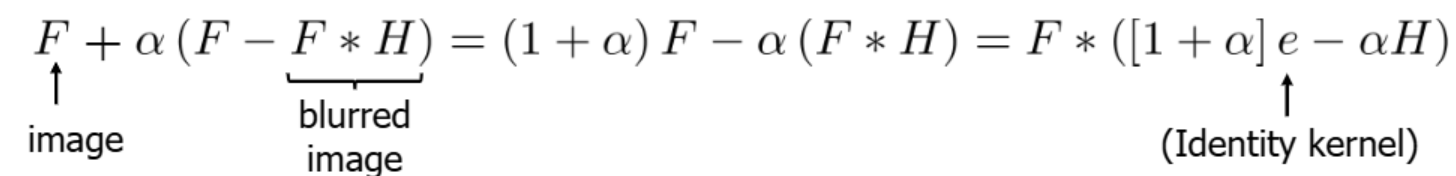 F + α (F − F ∗ H) = (1 + α) F − α (F ∗ H) = F ∗ ([1 + α] e − αH)
image
blurred
image
(Identity kernel)